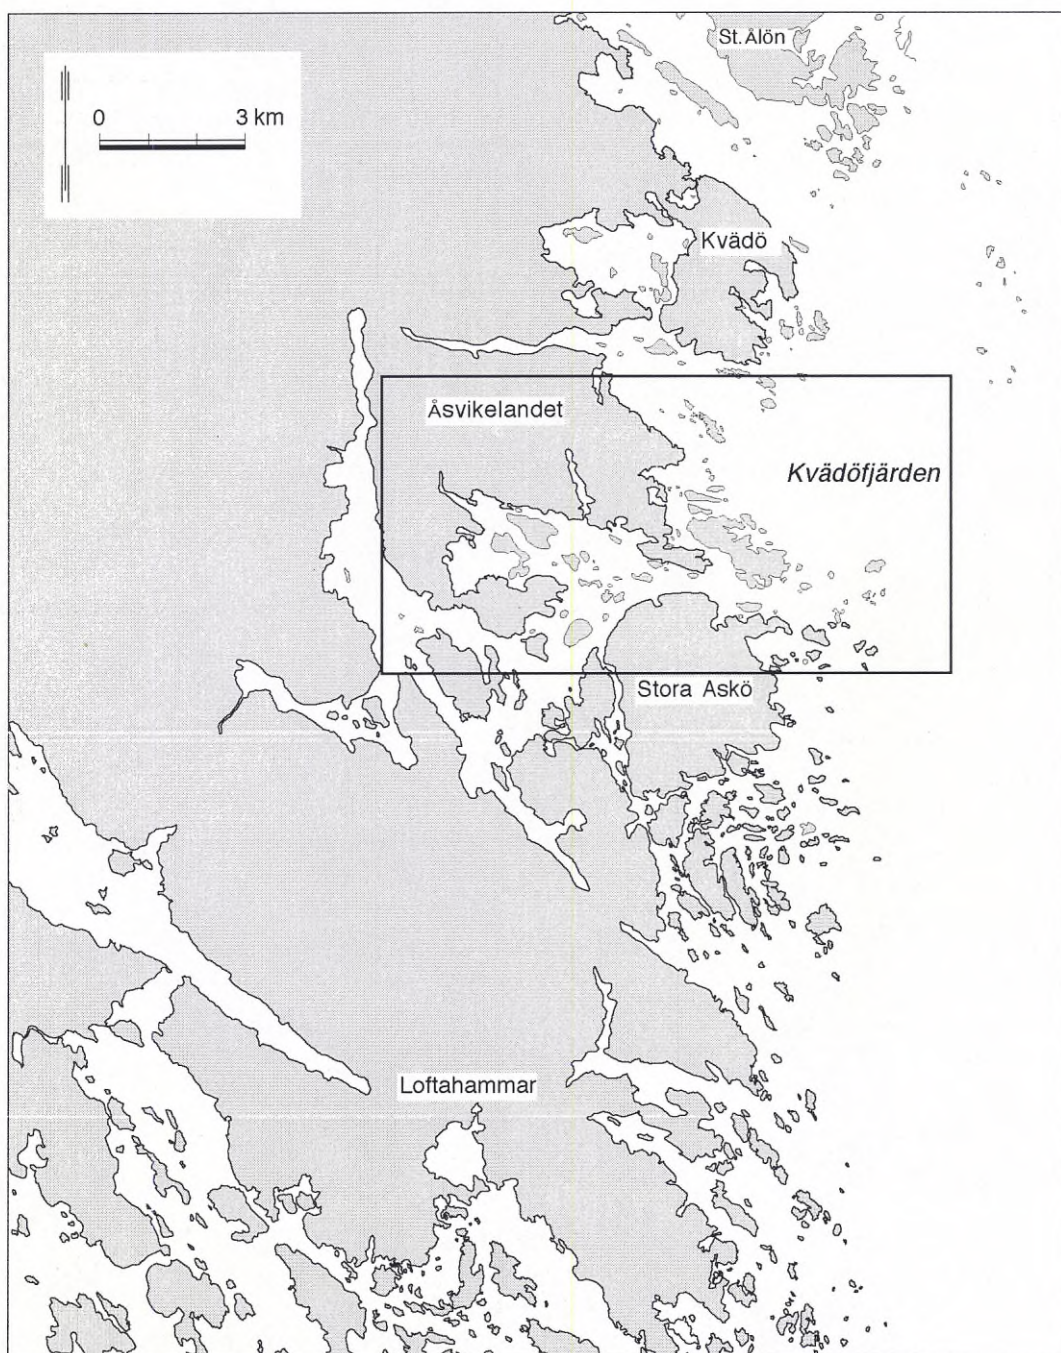 St. Ålön
0 3 km
Kvädö
Åsvikelandet
Kvädöfjärden
Stora Askö
Loftahammar